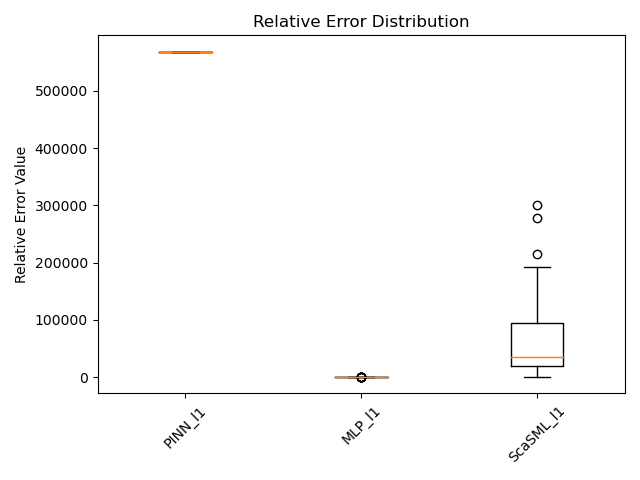 Relative Error Distribution
Relative Error Value
500000
400000
300000
200000
100000
0
PINN_l1
MLP_l1
ScaSML_l1